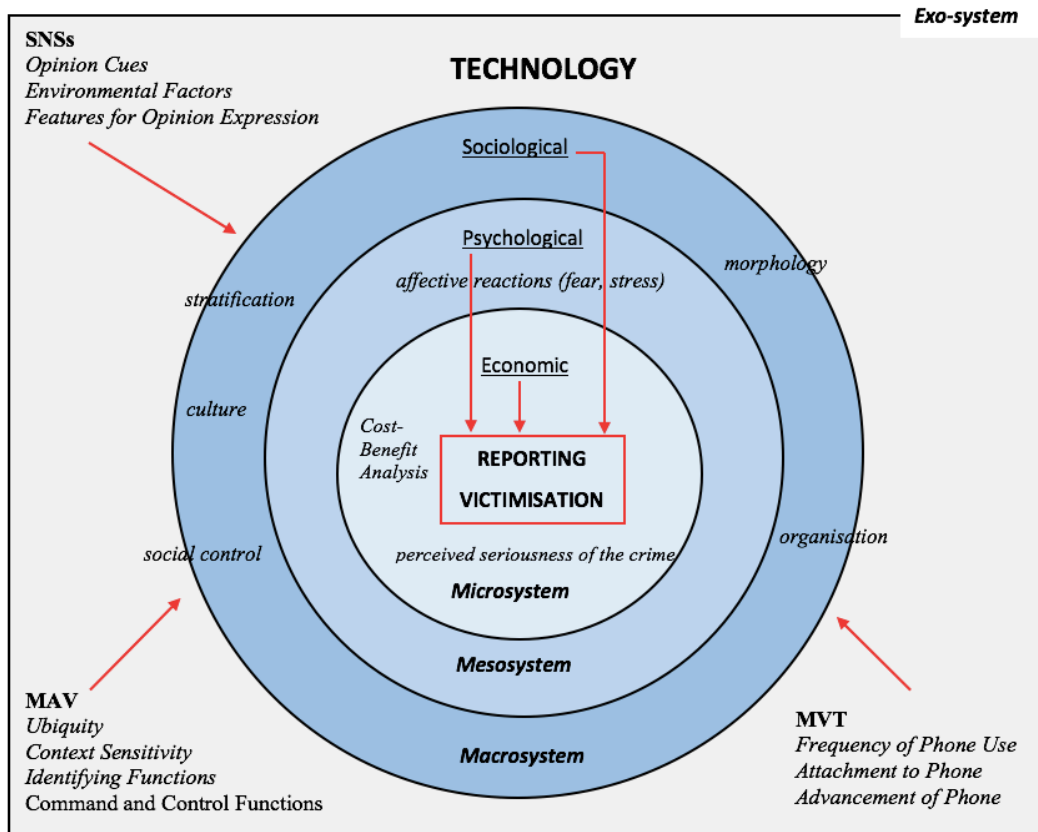 Exo-system
SNSs
Opinion Cues
Environmental Factors
Features for Opinion Expression
TECHNOLOGY
Sociological
Psychological
morphology
affective reactions (fear, stress)
stratification
Economic
culture
Cost-
Benefit
Analysis
REPORTING
VICTIMISATION
organisation
social control
perceived seriousness of the crime
Microsystem
Mesosystem
Macrosystem
MAV
Ubiquity
Context Sensitivity
Identifying Functions
Command and Control Functions
MVT
Frequency of Phone Use
Attachment to Phone
Advancement of Phone